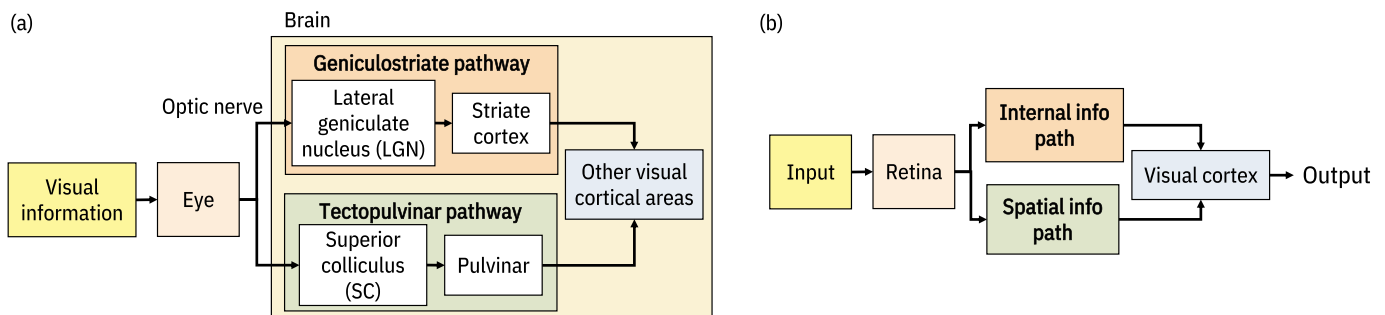 (a)
Brain
Geniculostriate pathway
Optic nerve
Lateral
geniculate
nucleus (LGN)
Striate
cortex
Visual
information
Eye
Other visual
cortical areas
Tectopulvinar pathway
Superior
colliculus
(SC)
Pulvinar
(b)
Input
Retina
Internal info
path
Spatial info
path
Visual cortex
Output